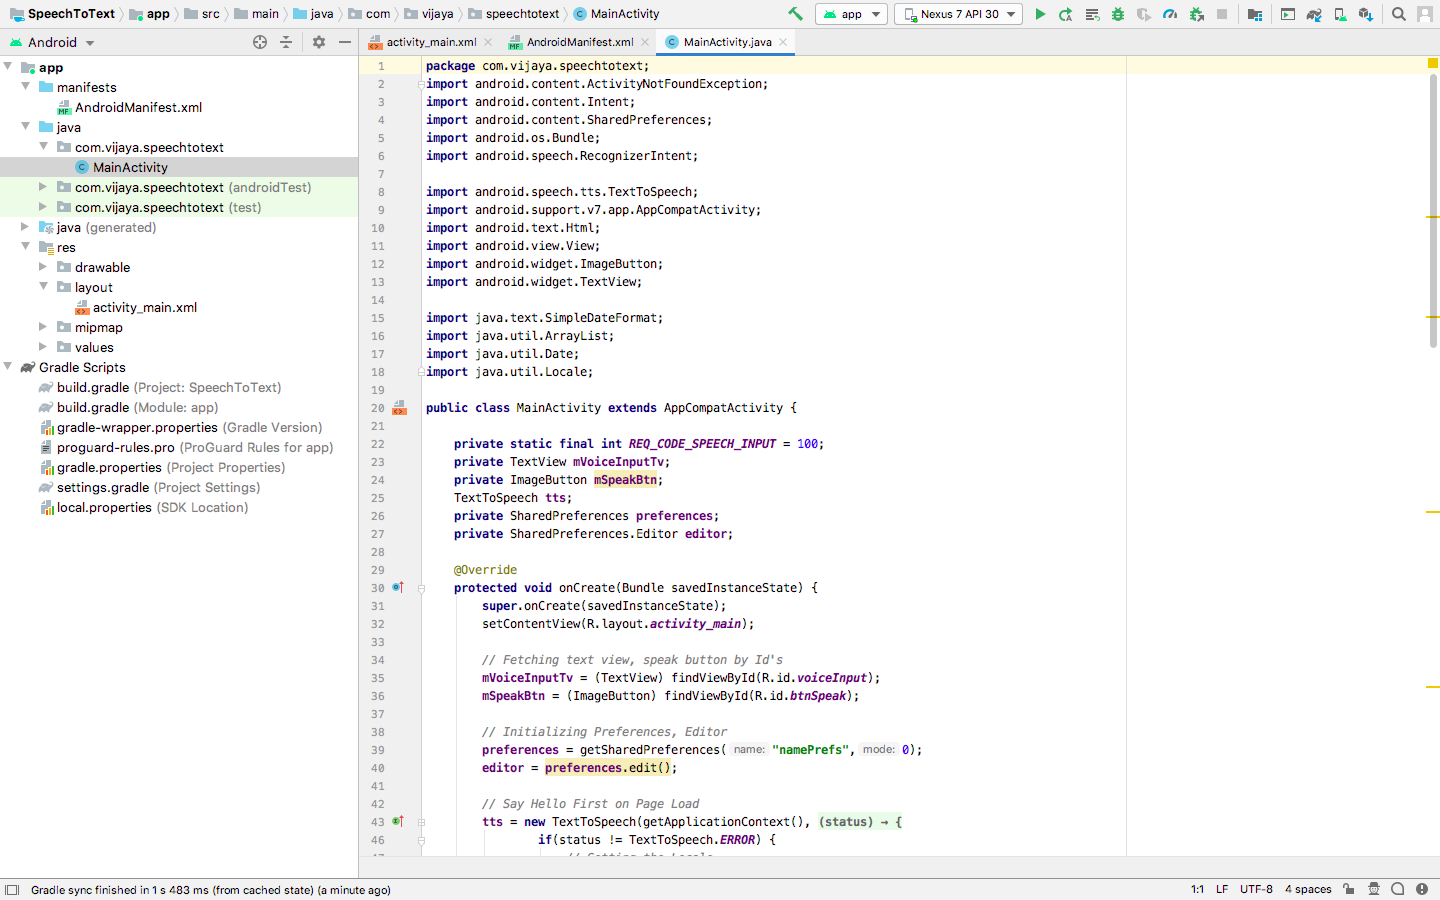 SpeechToText app src main java com vijaya speechtotext MainActivity app Nexus 7 API 30
Android
activity_main.xml AndroidManifest.xml MainActivity.java
app
manifests
AndroidManifest.xml
java
com.vijaya.speechtotext
MainActivity
com.vijaya.speechtotext (androidTest)
com.vijaya.speechtotext (test)
java (generated)
res
drawable
layout
activity_main.xml
mipmap
values
Gradle Scripts
build.gradle (Project: SpeechToText)
build.gradle (Module: app)
gradle-wrapper.properties (Gradle Version)
proguard-rules.pro (ProGuard Rules for app)
gradle.properties (Project Properties)
settings.gradle (Project Settings)
local.properties (SDK Location)
1 package com.vijaya.speechtotext;
2 import android.content.ActivityNotFoundException;
3 import android.content.Intent;
4 import android.content.SharedPreferences;
5 import android.os.Bundle;
6 import android.speech.RecognizerIntent;
7
8 import android.speech.tts.TextToSpeech;
9 import android.support.v7.app.AppCompatActivity;
10 import android.text.Html;
11 import android.view.View;
12 import android.widget.ImageButton;
13 import android.widget.TextView;
14
15 import java.text.SimpleDateFormat;
16 import java.util.ArrayList;
17 import java.util.Date;
18 import java.util.Locale;
19
20 public class MainActivity extends AppCompatActivity {
21
22 private static final int REQ_CODE_SPEECH_INPUT = 100;
23 private TextView mVoiceInputTv;
24 private ImageButton mSpeakBtn;
25 TextToSpeech tts;
26 private SharedPreferences preferences;
27 private SharedPreferences.Editor editor;
28
29 @Override
30 protected void onCreate(Bundle savedInstanceState) {
31 super.onCreate(savedInstanceState);
32 setContentView(R.layout.activity_main);
33
34 // Fetching text view, speak button by Id's
35 mVoiceInputTv = (TextView) findViewById(R.id.voiceInput);
36 mSpeakBtn = (ImageButton) findViewById(R.id.btnSpeak);
37
38 // Initializing Preferences, Editor
39 preferences = getSharedPreferences( name: "namePrefs", mode: 0);
40 editor = preferences.edit();
41
42 // Say Hello First on Page Load
43 tts = new TextToSpeech(getApplicationContext(), (status) → {
46 if(status != TextToSpeech.ERROR) {
Gradle sync finished in 1 s 483 ms (from cached state) (a minute ago) 1:1 LF UTF-8 4 spaces